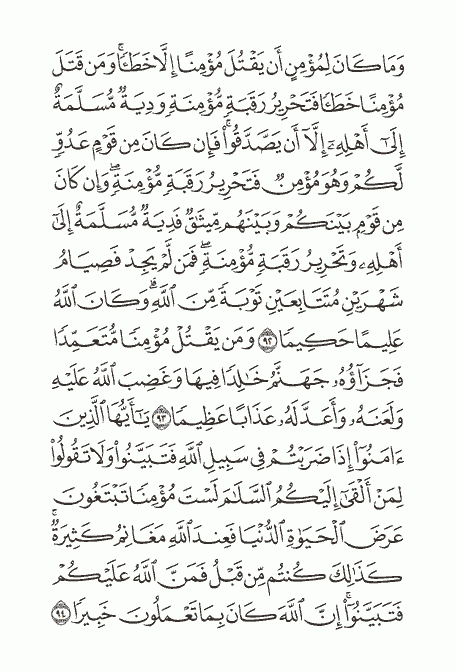 وَمَا كَانَ لِمُؤْمِنٍ أَن يَقْتُلَ مُؤْمِنًا إِلَّا خَطَـًٔا ۚ وَمَن قَتَلَ
مُؤْمِنًا خَطَـًٔا فَتَحْرِيرُ رَقَبَةٍ مُّؤْمِنَةٍ وَدِيَةٌ مُّسَلَّمَةٌ
إِلَىٰٓ أَهْلِهِۦٓ إِلَّآ أَن يَصَّدَّقُوا۟ ۚ فَإِن كَانَ مِن قَوْمٍ عَدُوٍّ
لَّكُمْ وَهُوَ مُؤْمِنٌ فَتَحْرِيرُ رَقَبَةٍ مُّؤْمِنَةٍ ۖ وَإِن كَانَ
مِن قَوْمٍۭ بَيْنَكُمْ وَبَيْنَهُم مِّيثَـٰقٌ فَدِيَةٌ مُّسَلَّمَةٌ إِلَىٰٓ
أَهْلِهِۦ وَتَحْرِيرُ رَقَبَةٍ مُّؤْمِنَةٍ ۖ فَمَن لَّمْ يَجِدْ فَصِيَامُ
شَهْرَيْنِ مُتَتَابِعَيْنِ تَوْبَةً مِّنَ ٱللَّهِ ۗ وَكَانَ ٱللَّهُ
عَلِيمًا حَكِيمًا ﴿٩٢﴾ وَمَن يَقْتُلْ مُؤْمِنًا مُّتَعَمِّدًا
فَجَزَآؤُهُۥ جَهَنَّمُ خَـٰلِدًا فِيهَا وَغَضِبَ ٱللَّهُ عَلَيْهِ
وَلَعَنَهُۥ وَأَعَدَّ لَهُۥ عَذَابًا عَظِيمًا ﴿٩٣﴾ يَـٰٓأَيُّهَا ٱلَّذِينَ
ءَامَنُوٓا۟ إِذَا ضَرَبْتُمْ فِى سَبِيلِ ٱللَّهِ فَتَبَيَّنُوا۟ وَلَا تَقُولُوا۟
لِمَنْ أَلْقَىٰٓ إِلَيْكُمُ ٱلسَّلَـٰمَ لَسْتَ مُؤْمِنًا تَبْتَغُونَ
عَرَضَ ٱلْحَيَوٰةِ ٱلدُّنْيَا فَعِندَ ٱللَّهِ مَغَانِمُ كَثِيرَةٌ ۚ
كَذَٰلِكَ كُنتُم مِّن قَبْلُ فَمَنَّ ٱللَّهُ عَلَيْكُمْ
فَتَبَيَّنُوٓا۟ ۚ إِنَّ ٱللَّهَ كَانَ بِمَا تَعْمَلُونَ خَبِيرًا ﴿٩٤﴾